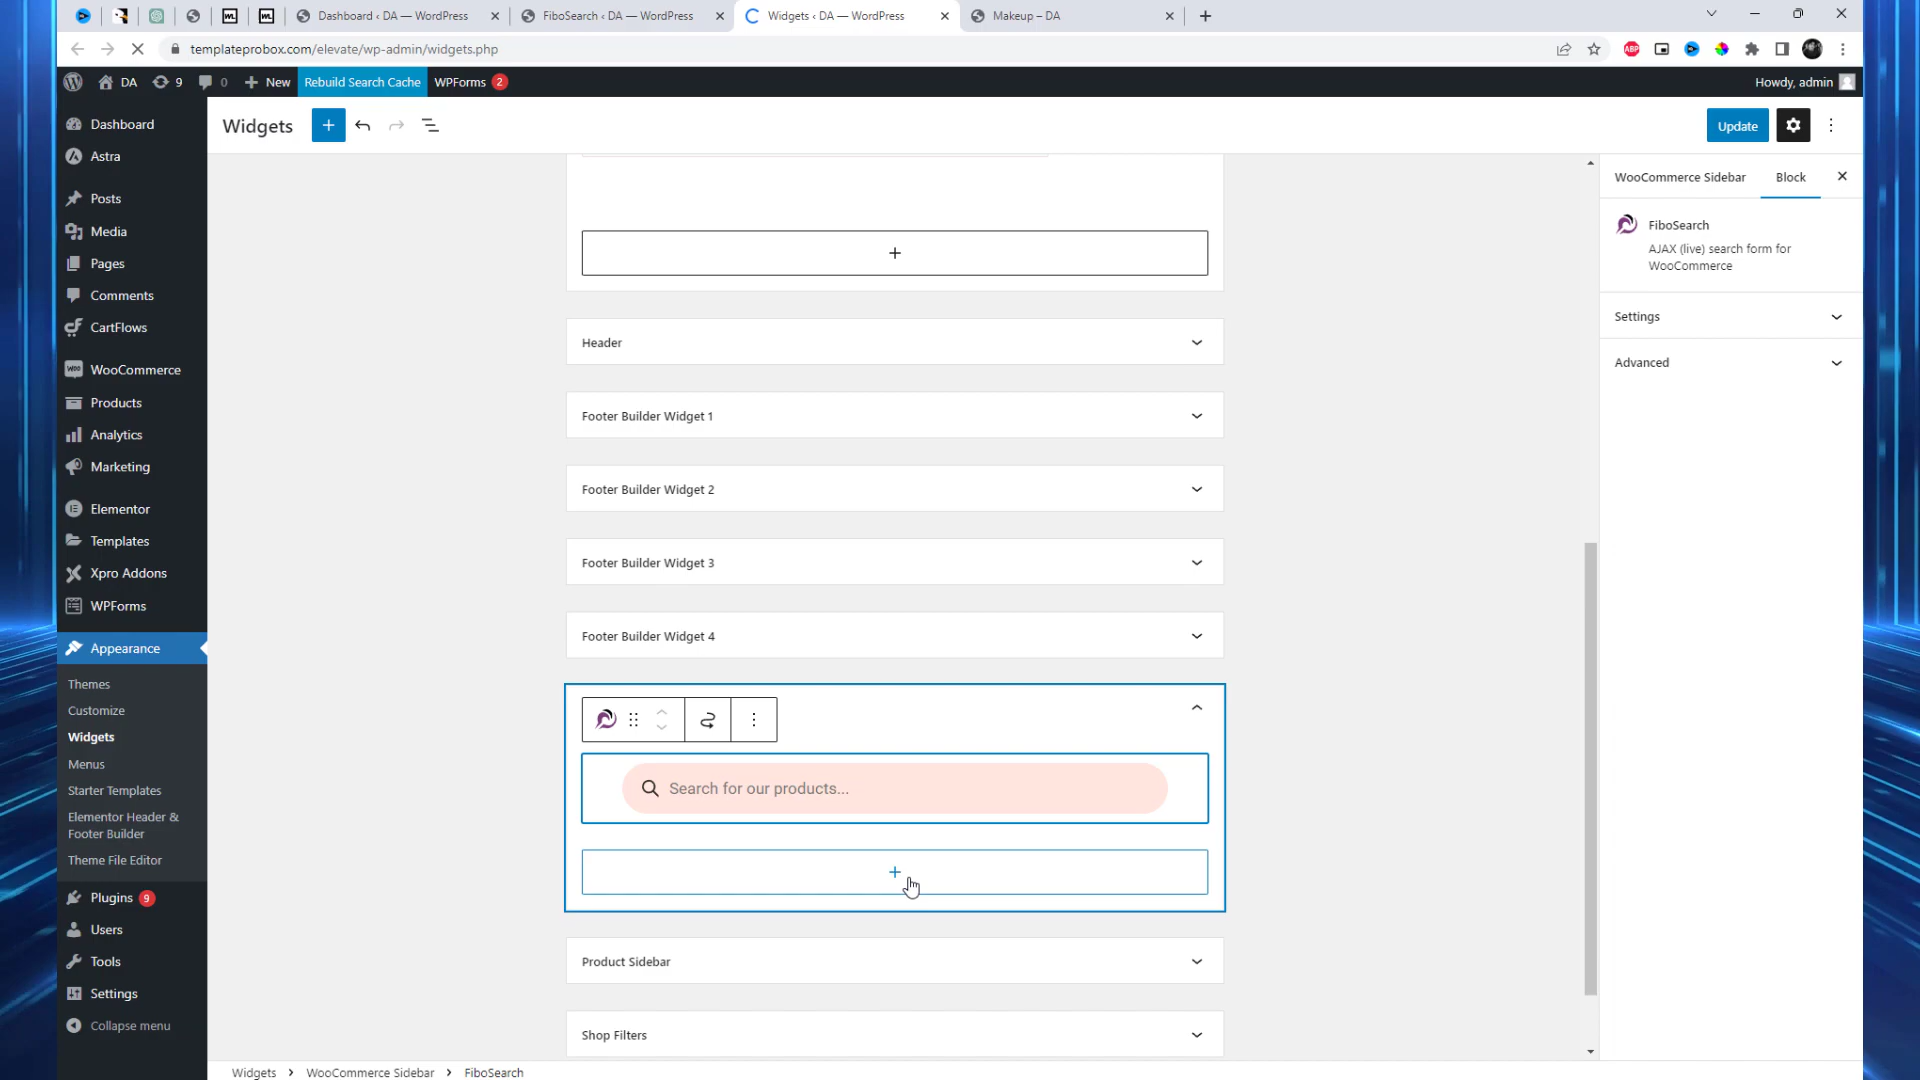 Dashboard ‹ DA — WordPress
FiboSearch ‹ DA — WordPress
Widgets ‹ DA — WordPress
Makeup – DA
templateprobox.com/elevate/wp-admin/widgets.php
ABP
DA
9
0
New
Rebuild Search Cache
WPForms 2
Howdy, admin
Dashboard
Astra
Posts
Media
Pages
Comments
CartFlows
WooCommerce
Products
Analytics
Marketing
Elementor
Templates
Xpro Addons
WPForms
Appearance
Themes
Customize
Widgets
Menus
Starter Templates
Elementor Header &
Footer Builder
Theme File Editor
Plugins 9
Users
Tools
Settings
Collapse menu
Widgets
Update
Header
Footer Builder Widget 1
Footer Builder Widget 2
Footer Builder Widget 3
Footer Builder Widget 4
Search for our products...
Product Sidebar
Shop Filters
WooCommerce Sidebar
Block
FiboSearch
AJAX (live) search form for
WooCommerce
Settings
Advanced
Widgets › WooCommerce Sidebar › FiboSearch